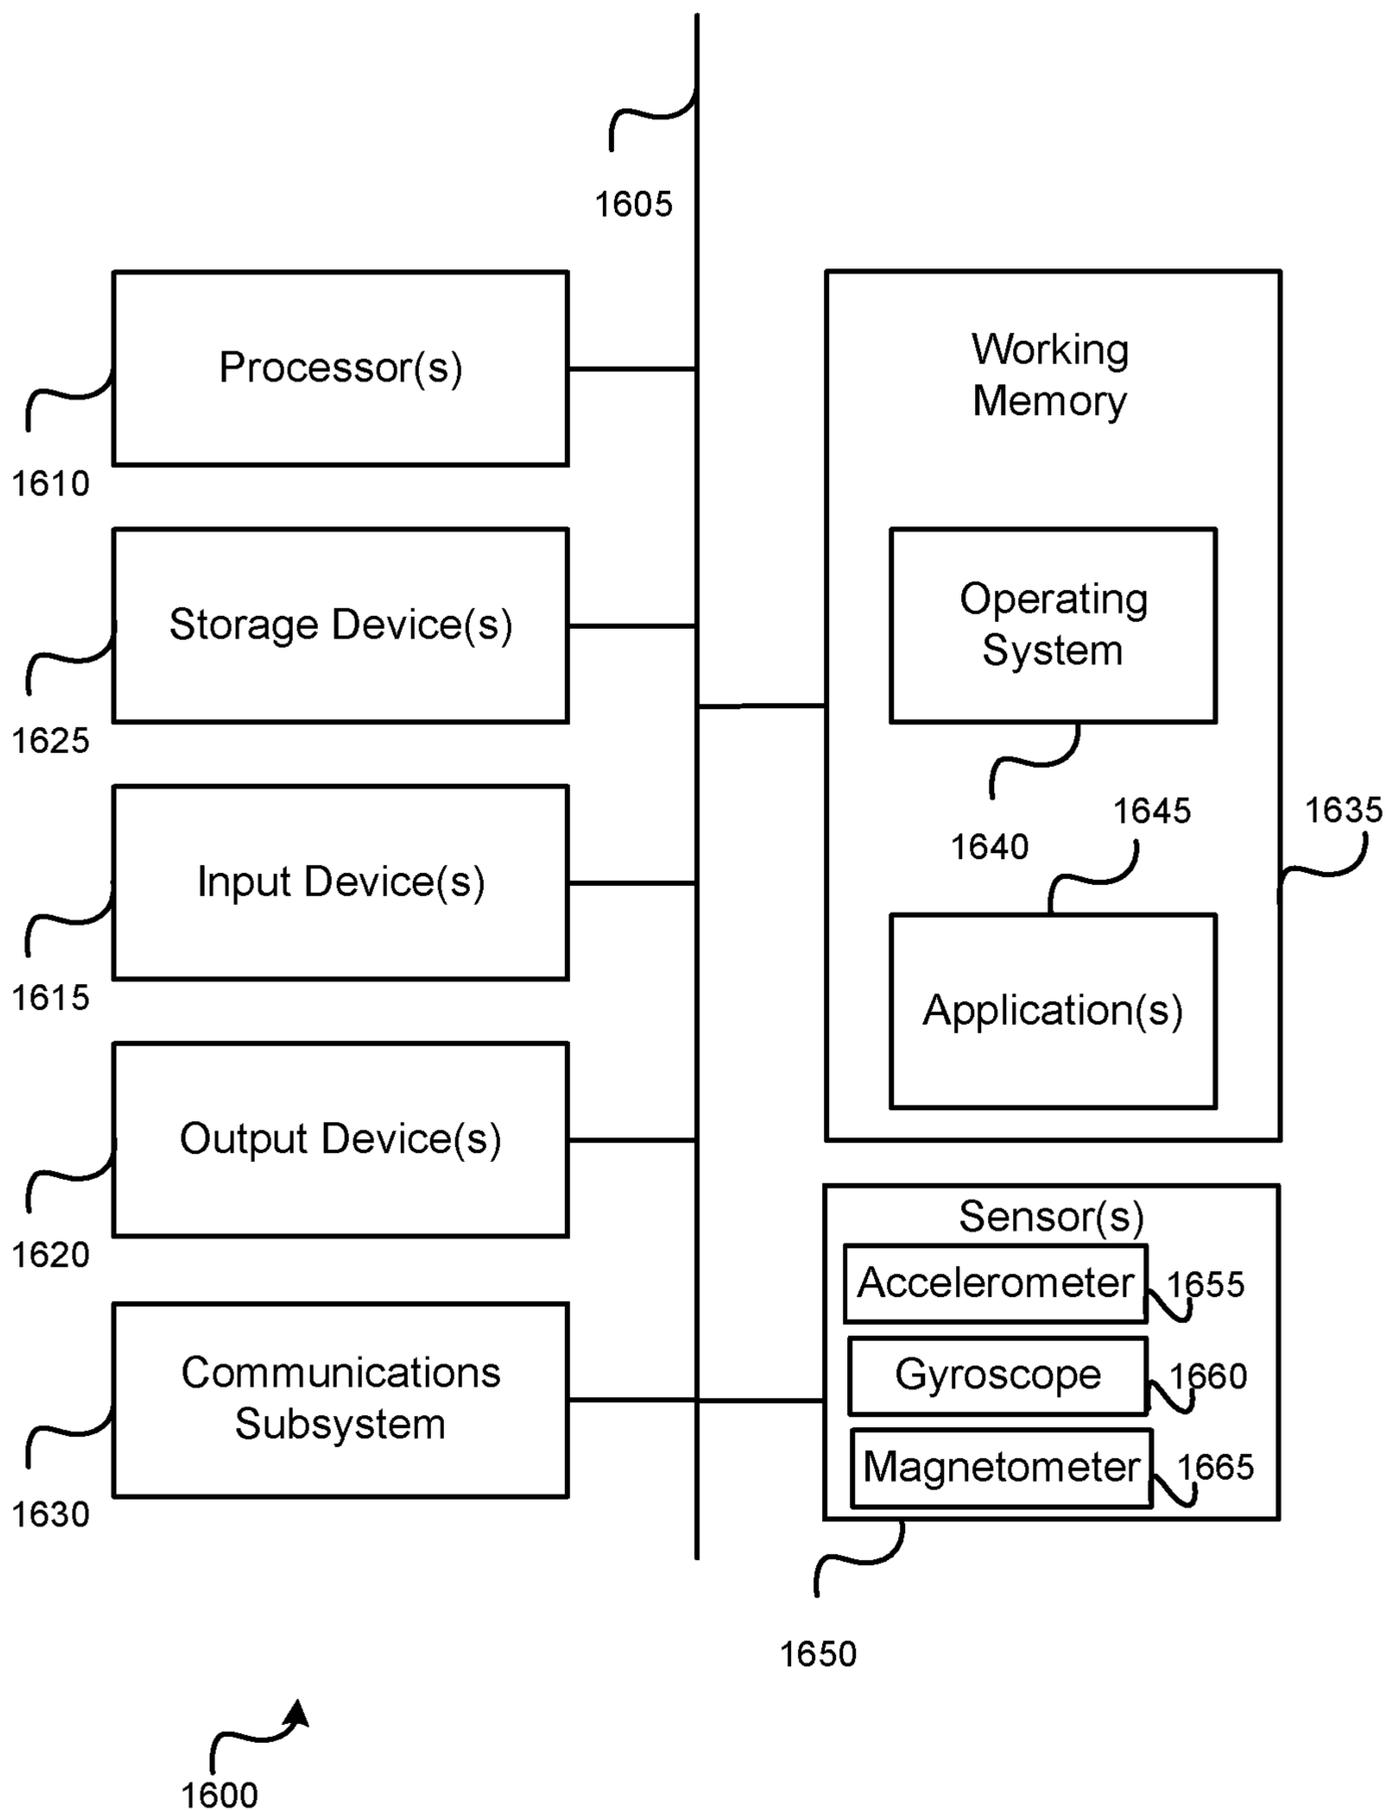 1605
Processor(s)
1610
Storage Device(s)
1625
Input Device(s)
1615
Output Device(s)
1620
Communications
Subsystem
1630
Working
Memory
Operating
System
1640
1645
1635
Application(s)
Sensor(s)
Accelerometer
1655
Gyroscope
1660
Magnetometer
1665
1650
1600